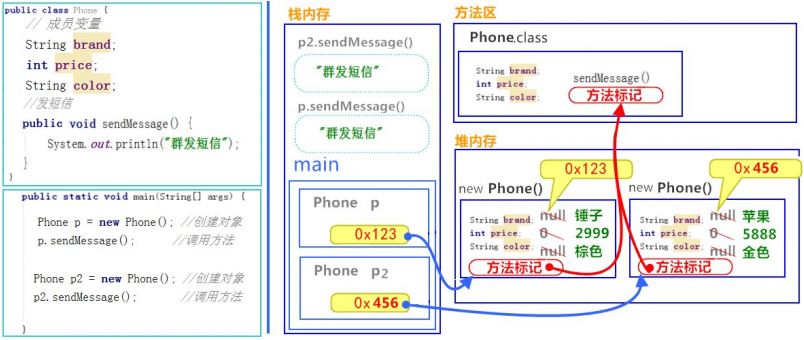 public class Phone {
// 成员变量
String brand;
int price;
String color;
//发短信
public void sendMessage() {
System.out.println("群发短信");
}
}
public static void main(String[] args) {
Phone p = new Phone(); //创建对象
p.sendMessage(); //调用方法
Phone p2 = new Phone(); //创建对象
p2.sendMessage(); //调用方法
}
栈内存
p2.sendMessage()
"群发短信"
p.sendMessage()
"群发短信"
main
Phone p
0x123
Phone p2
0x456
方法区
Phone.class
String brand;
int price;
String color;
sendMessage()
方法标记
堆内存
0x123
new Phone()
String brand; null 锤子
int price; 0 2999
String color; null 棕色
方法标记
0x456
new Phone()
String brand; null 苹果
int price; 0 5888
String color; null 金色
方法标记